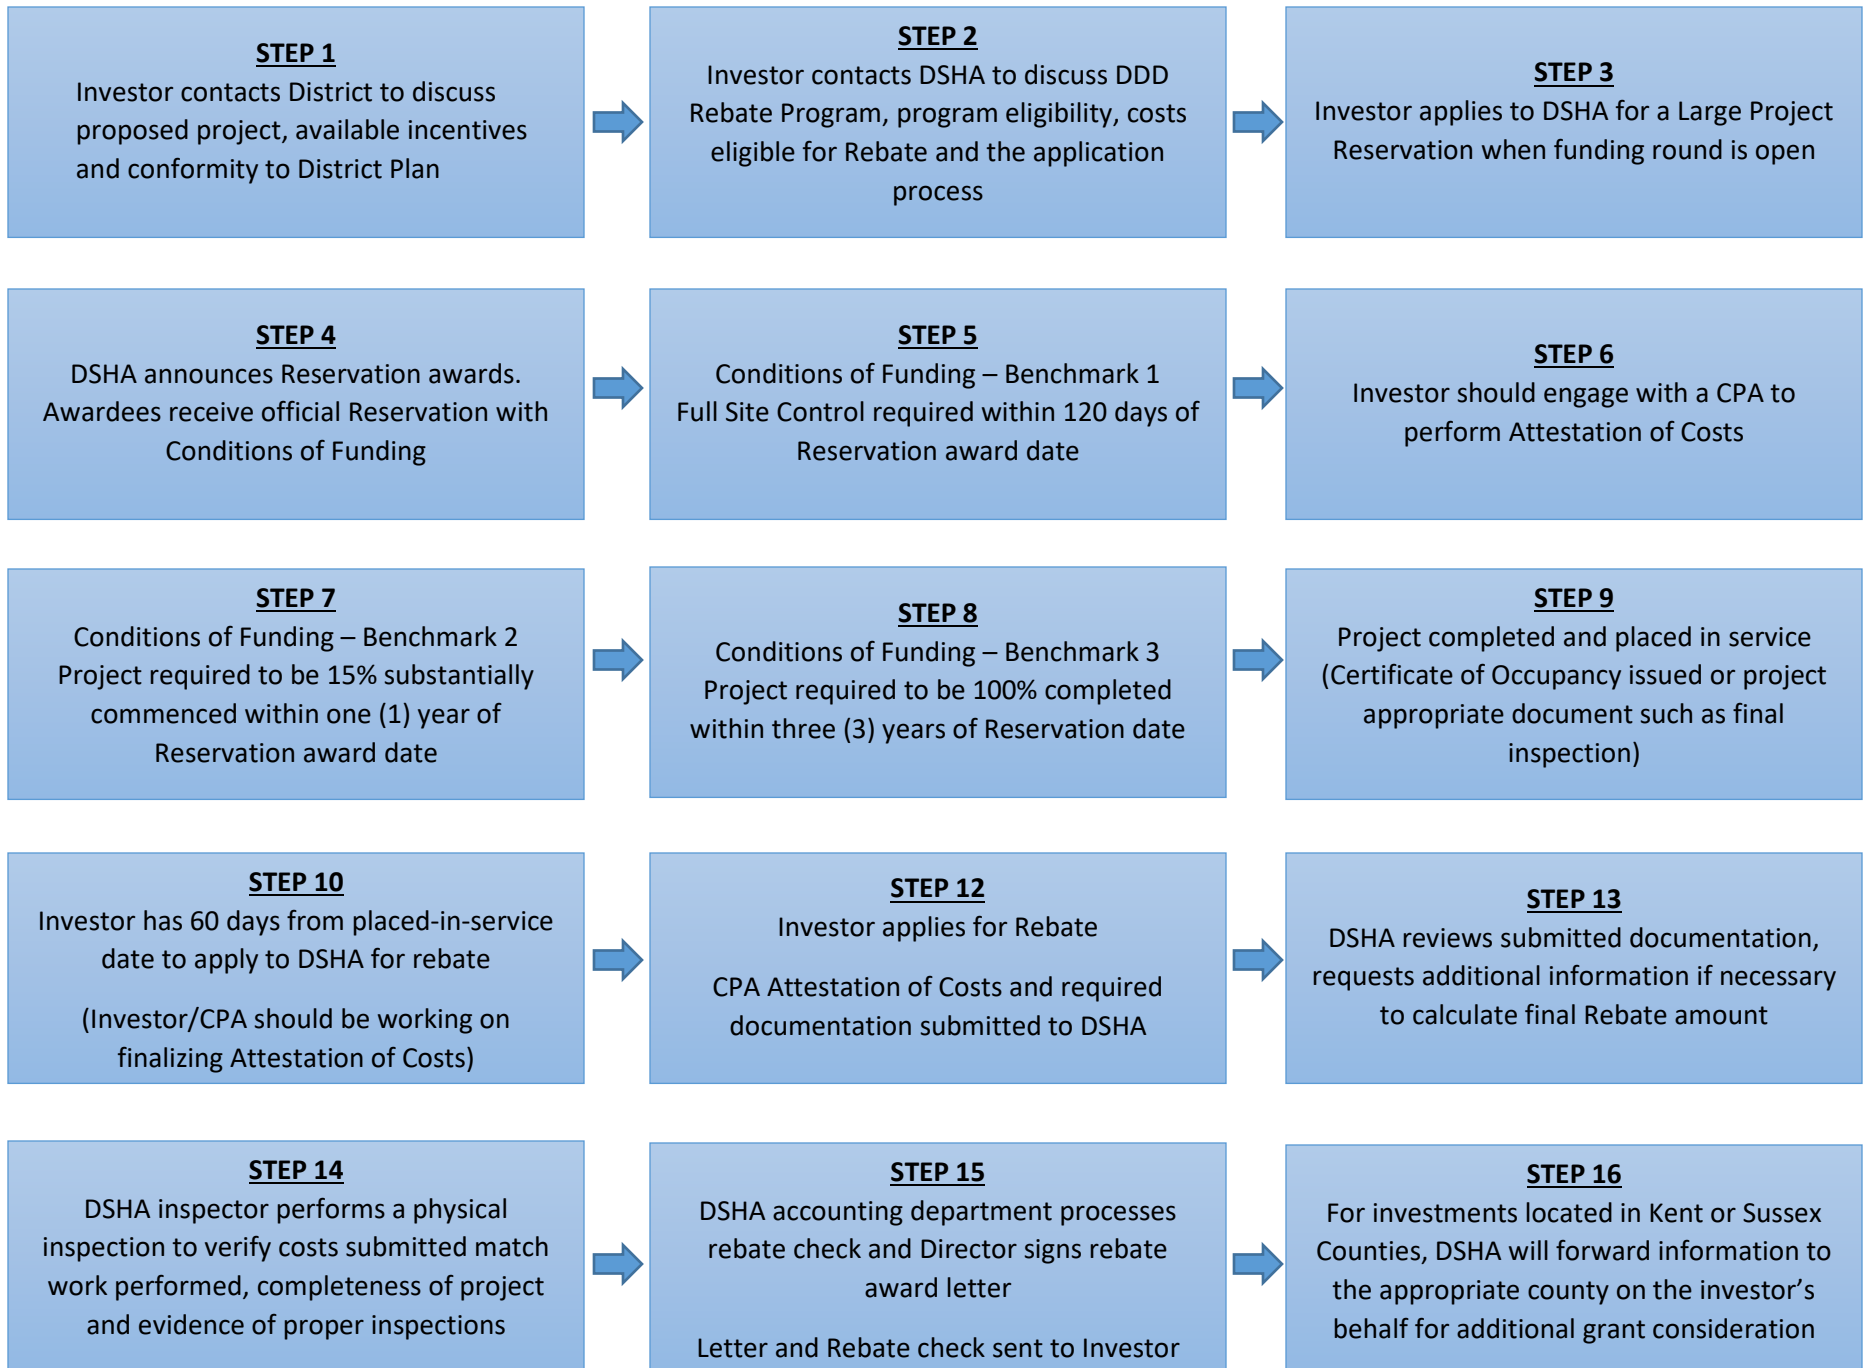 STEP 1
Investor contacts District to discuss
proposed project, available incentives
and conformity to District Plan
STEP 2
Investor contacts DSHA to discuss DDD
Rebate Program, program eligibility, costs
eligible for Rebate and the application
process
STEP 3
Investor applies to DSHA for a Large Project
Reservation when funding round is open
STEP 4
DSHA announces Reservation awards.
Awardees receive official Reservation with
Conditions of Funding
STEP 5
Conditions of Funding – Benchmark 1
Full Site Control required within 120 days of
Reservation award date
STEP 6
Investor should engage with a CPA to
perform Attestation of Costs
STEP 7
Conditions of Funding – Benchmark 2
Project required to be 15% substantially
commenced within one (1) year of
Reservation award date
STEP 8
Conditions of Funding – Benchmark 3
Project required to be 100% completed
within three (3) years of Reservation date
STEP 9
Project completed and placed in service
(Certificate of Occupancy issued or project
appropriate document such as final
inspection)
STEP 10
Investor has 60 days from placed-in-service
date to apply to DSHA for rebate
(Investor/CPA should be working on
finalizing Attestation of Costs)
STEP 12
Investor applies for Rebate
CPA Attestation of Costs and required
documentation submitted to DSHA
STEP 13
DSHA reviews submitted documentation,
requests additional information if necessary
to calculate final Rebate amount
STEP 14
DSHA inspector performs a physical
inspection to verify costs submitted match
work performed, completeness of project
and evidence of proper inspections
STEP 15
DSHA accounting department processes
rebate check and Director signs rebate
award letter
Letter and Rebate check sent to Investor
STEP 16
For investments located in Kent or Sussex
Counties, DSHA will forward information to
the appropriate county on the investor’s
behalf for additional grant consideration